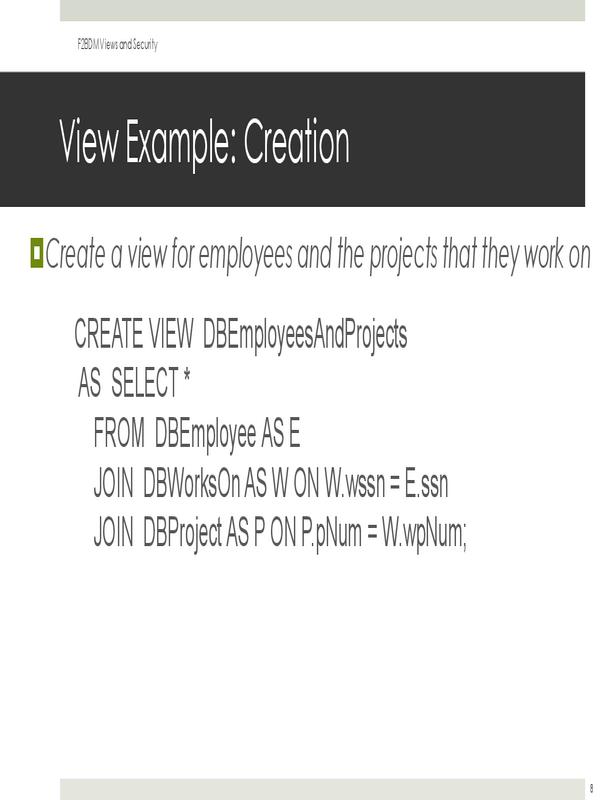 F2BDM Views and Security
View Example: Creation
Create a view for employees and the projects that they work on
CREATE VIEW DBEmployeesAndProjects
AS SELECT *
FROM DBEmployee AS E
JOIN DBWorksOn AS W ON W.wssn = E.ssn
JOIN DBProject AS P ON P.pNum = W.wpNum;
8